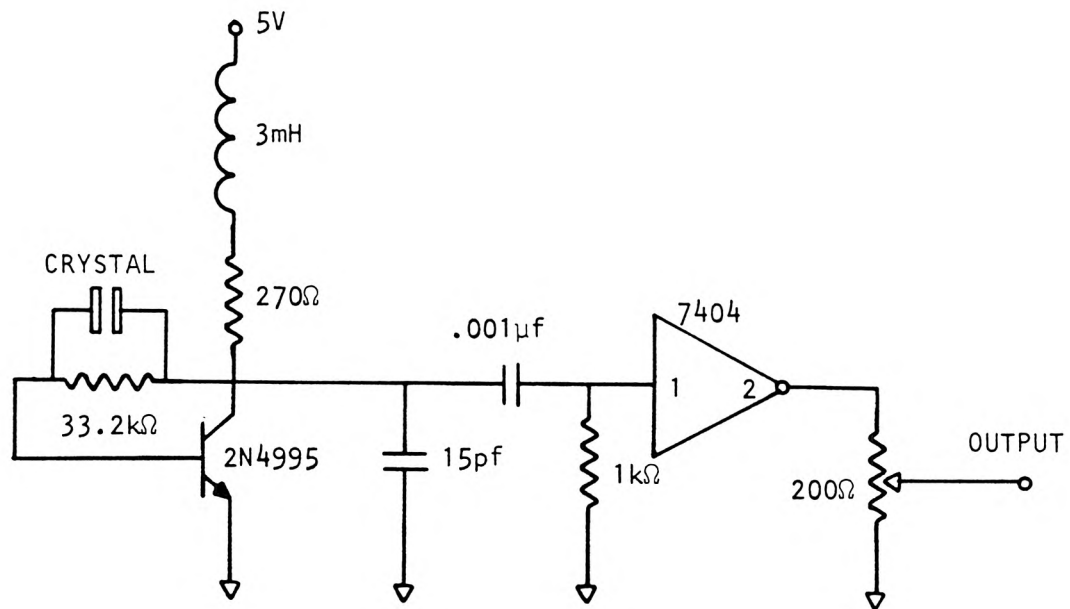 5V
3mH
CRYSTAL
270Ω
.001μf
7404
1
2
33.2kΩ
2N4995
15pf
1kΩ
200Ω
OUTPUT